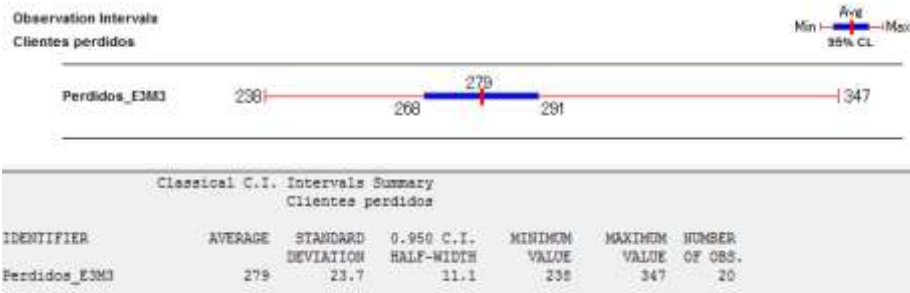 Observation Intervals
Avg
Min Max
95% CL
Clientes perdidos
279
Perdidos_E3M3 238 347
268 291
Classical C.I. Intervals Summary
Clientes perdidos
IDENTIFIER AVERAGE STANDARD 0.950 C.I. MINIMUM MAXIMUM NUMBER
DEVIATION HALF-WIDTH VALUE VALUE OF OBS.
Perdidos_E3M3 279 23.7 11.1 238 347 20